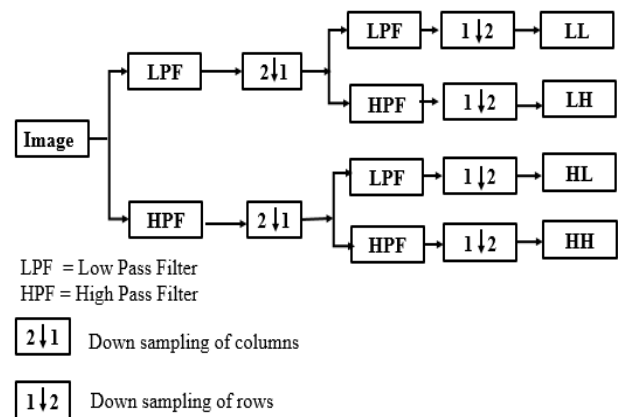 LPF 1↓2 LL
LPF 2↓1
HPF 1↓2 LH
Image
LPF 1↓2 HL
HPF 2↓1
HPF 1↓2 HH
LPF = Low Pass Filter
HPF = High Pass Filter
2↓1 Down sampling of columns
1↓2 Down sampling of rows